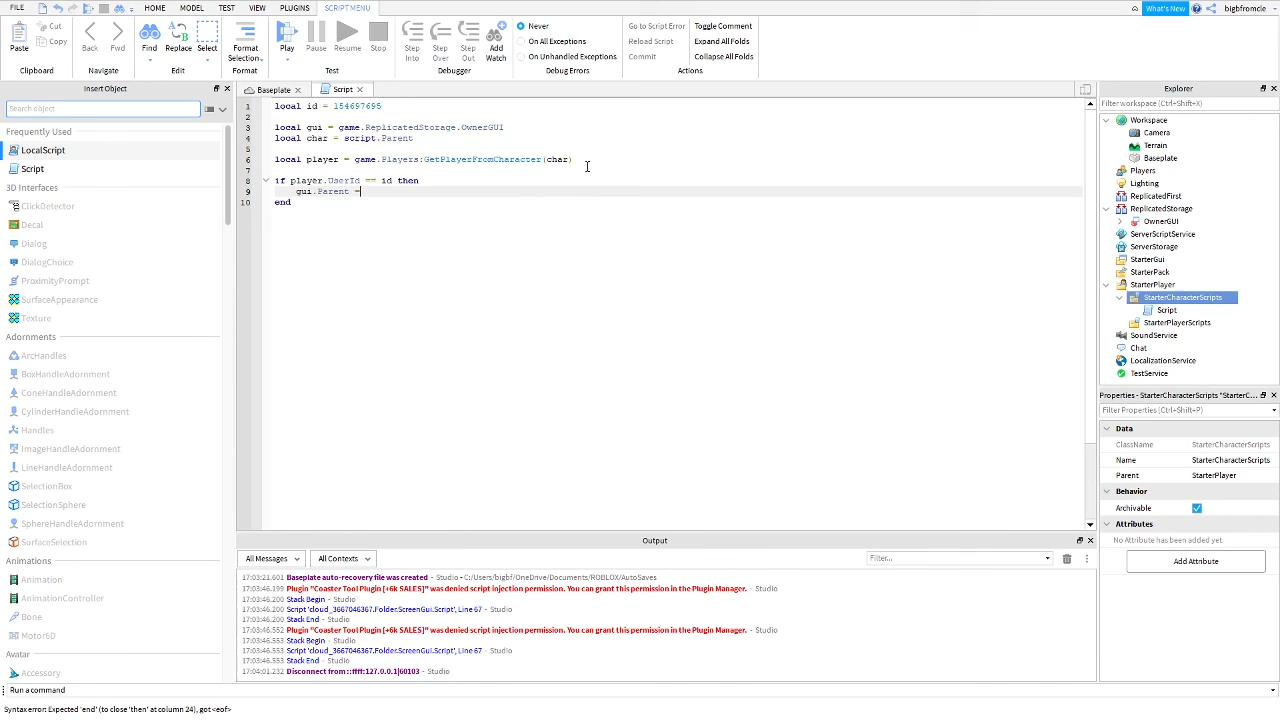 FILE HOME MODEL TEST VIEW PLUGINS SCRIPT MENU What's New bigbfromcle
Paste Cut Copy Back Fwd Find Replace Select Format Selection Play Pause Resume Stop Step Into Step Over Step Out Add Watch Never On All Exceptions On Unhandled Exceptions Go to Script Error Reload Script Commit Toggle Comment Expand All Folds Collapse All Folds
Clipboard Navigate Edit Format Test Debugger Debug Errors Actions
Insert Object
Search object
Frequently Used
LocalScript
Script
3D Interfaces
ClickDetector
Decal
Dialog
DialogChoice
ProximityPrompt
SurfaceAppearance
Texture
Adornments
ArcHandles
BoxHandleAdornment
ConeHandleAdornment
CylinderHandleAdornment
Handles
ImageHandleAdornment
LineHandleAdornment
SelectionBox
SelectionSphere
SphereHandleAdornment
SurfaceSelection
Animations
Animation
AnimationController
Bone
Motor6D
Avatar
Accessory
Baseplate Script
1 local id = 154697695
2
3 local gui = game.ReplicatedStorage.OwnerGUI
4 local char = script.Parent
5
6 local player = game.Players:GetPlayerFromCharacter(char)
7
8 if player.UserId == id then
9 gui.Parent =
10 end
Output
All Messages All Contexts Filter...
17:03:21.601 Baseplate auto-recovery file was created - Studio - C:/Users/bigbf/OneDrive/Documents/ROBLOX/AutoSaves
17:03:46.199 Plugin "Coaster Tool Plugin [+6k SALES]" was denied script injection permission. You can grant this permission in the Plugin Manager. - Studio
17:03:46.200 Stack Begin - Studio
17:03:46.200 Script 'cloud_3667046367.Folder.ScreenGui.Script', Line 67 - Studio
17:03:46.200 Stack End - Studio
17:03:46.552 Plugin "Coaster Tool Plugin [+6k SALES]" was denied script injection permission. You can grant this permission in the Plugin Manager. - Studio
17:03:46.553 Stack Begin - Studio
17:03:46.553 Script 'cloud_3667046367.Folder.ScreenGui.Script', Line 67 - Studio
17:03:46.553 Stack End - Studio
17:04:01.232 Disconnect from ::ffff:127.0.0.1|60103 - Studio
Explorer
Filter workspace (Ctrl+Shift+X)
Workspace
Camera
Terrain
Baseplate
Players
Lighting
ReplicatedFirst
ReplicatedStorage
OwnerGUI
ServerScriptService
ServerStorage
StarterGui
StarterPack
StarterPlayer
StarterCharacterScripts
Script
StarterPlayerScripts
SoundService
Chat
LocalizationService
TestService
Properties - StarterCharacterScripts "StarterC...
Filter Properties (Ctrl+Shift+P)
Data
ClassName StarterCharacterScripts
Name StarterCharacterScripts
Parent StarterPlayer
Behavior
Archivable
Attributes
No Attribute has been added yet
Add Attribute
Run a command
Syntax error: Expected 'end' (to close 'then' at column 24), got <eof>